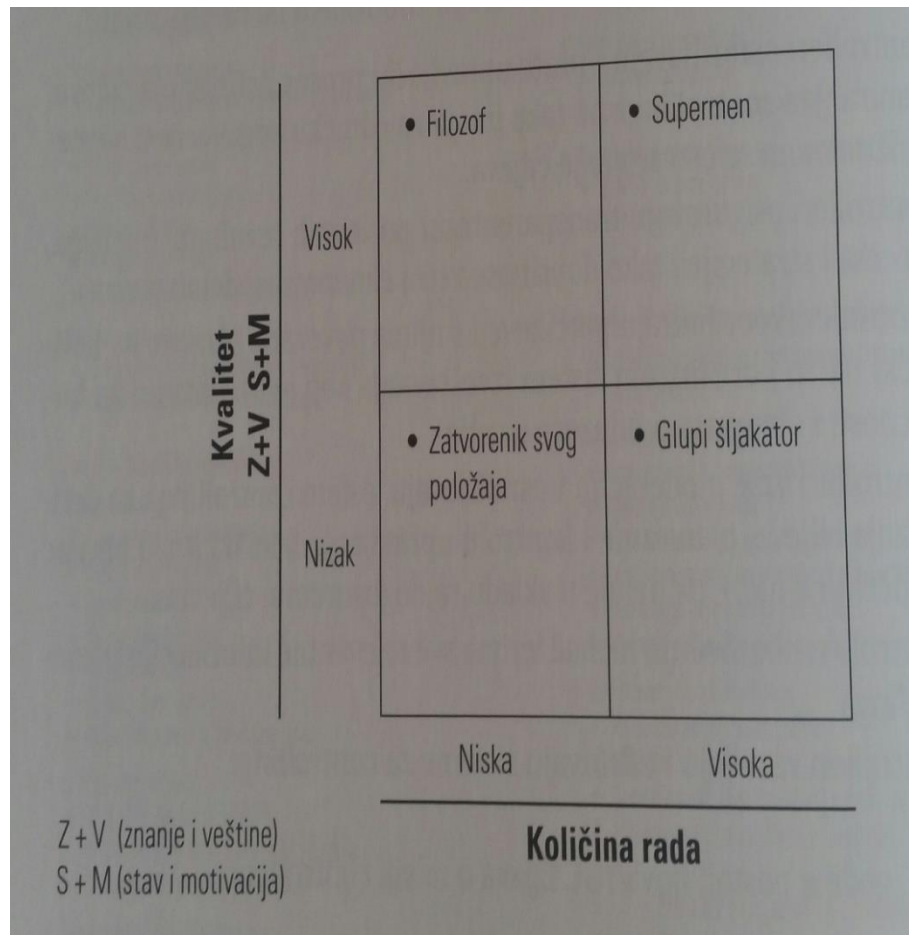 • Filozof
• Supermen
Visok
Kvalitet
Z+V S+M
• Zatvorenik svog
položaja
• Glupi šljakator
Nizak
Niska
Visoka
Količina rada
Z + V (znanje i veštine)
S + M (stav i motivacija)